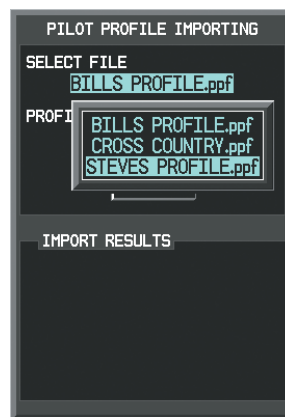 PILOT PROFILE IMPORTING
SELECT FILE
BILLS PROFILE.ppf
PROFI
BILLS PROFILE.ppf
CROSS COUNTRY.ppf
STEVES PROFILE.ppf
IMPORT RESULTS